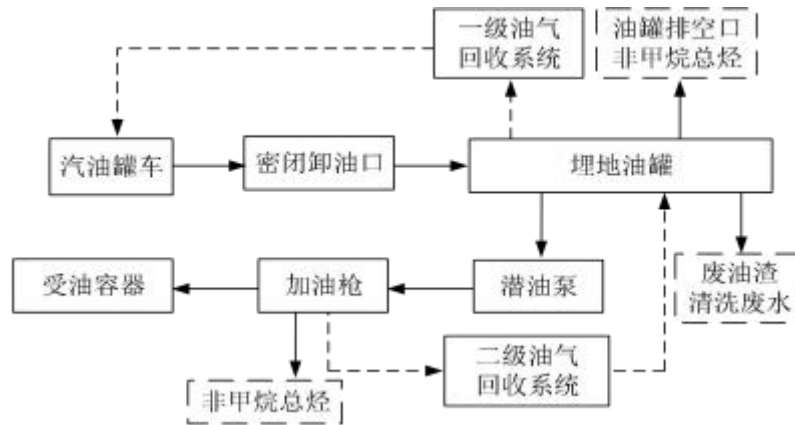 一级油气
回收系统
油罐排空口
非甲烷总烃
汽油罐车
密闭卸油口
埋地油罐
受油容器
加油枪
潜油泵
废油渣
清洗废水
二级油气
回收系统
非甲烷总烃